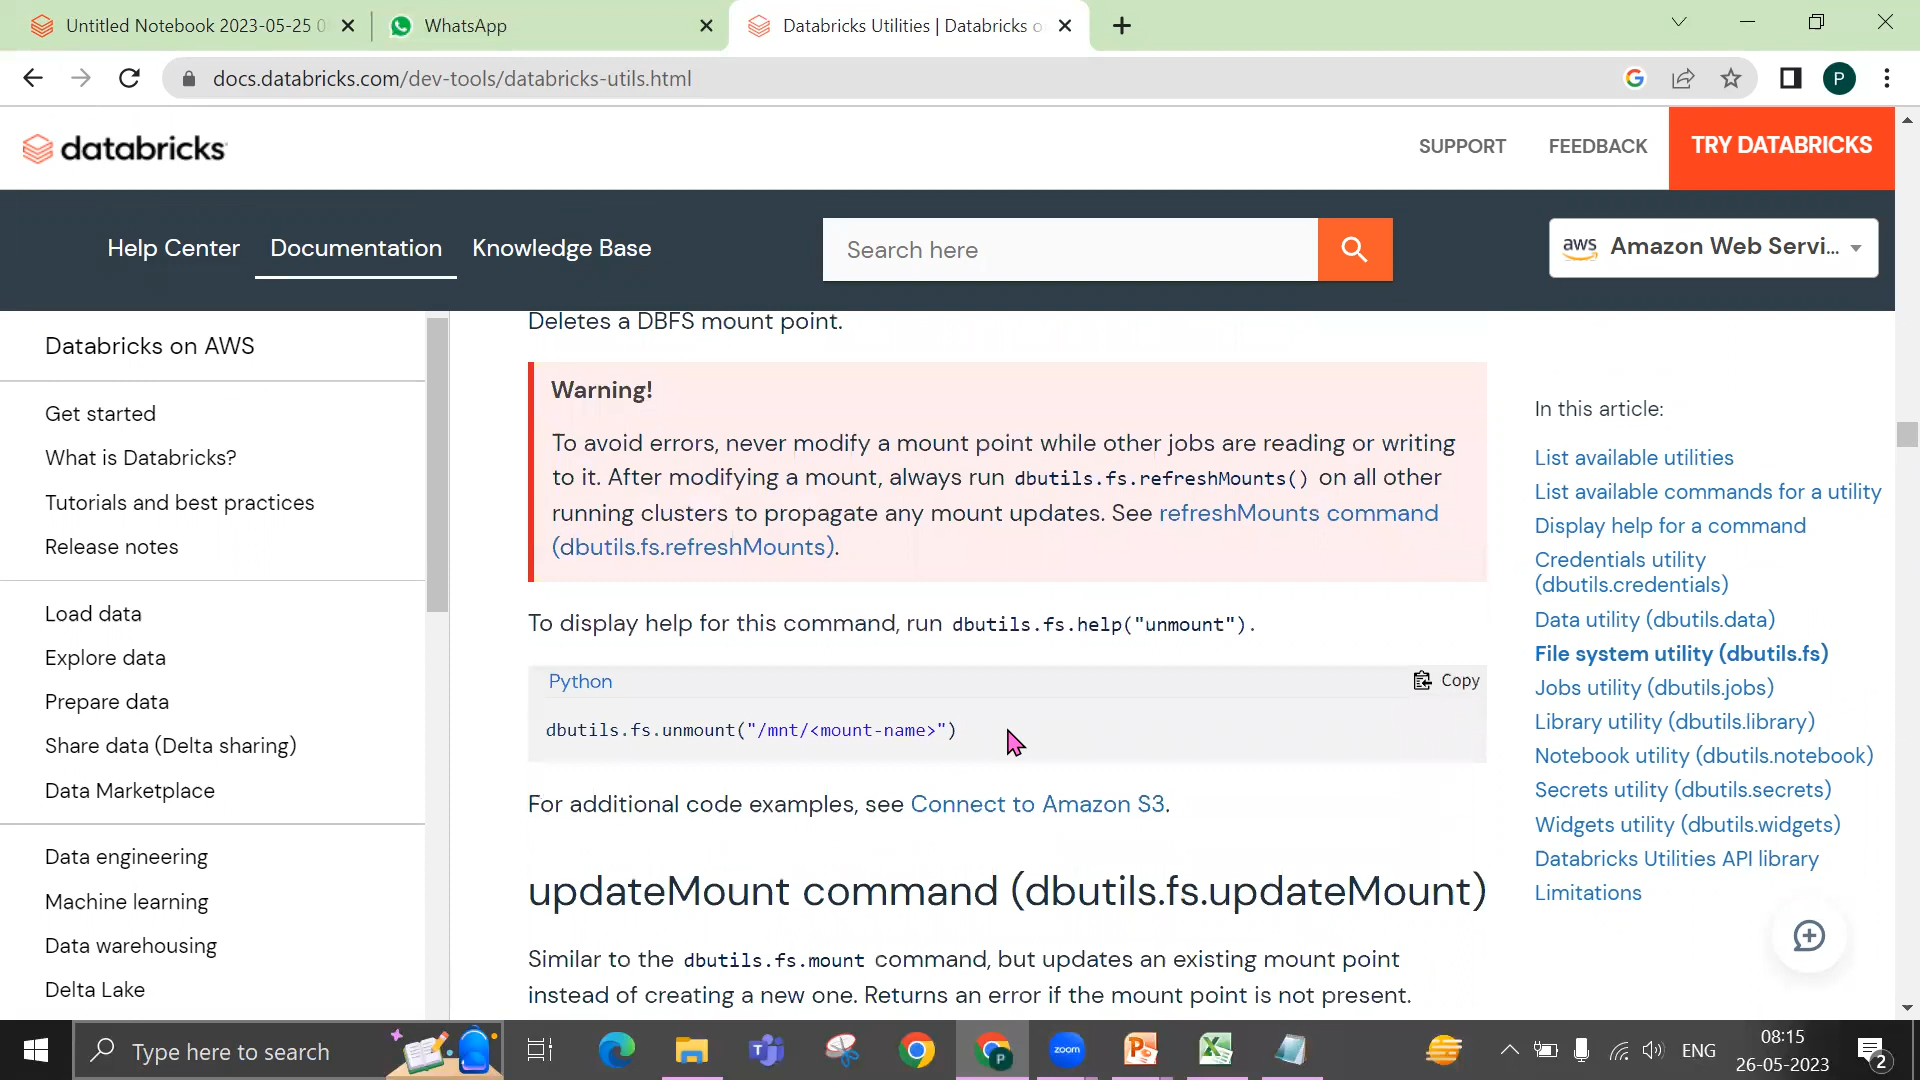 Untitled Notebook 2023-05-25 0
WhatsApp
Databricks Utilities | Databricks o
docs.databricks.com/dev-tools/databricks-utils.html
P
databricks
SUPPORT
FEEDBACK
TRY DATABRICKS
Help Center
Documentation
Knowledge Base
Search here
aws Amazon Web Servi...
Databricks on AWS
Get started
What is Databricks?
Tutorials and best practices
Release notes
Load data
Explore data
Prepare data
Share data (Delta sharing)
Data Marketplace
Data engineering
Machine learning
Data warehousing
Delta Lake
Deletes a DBFS mount point.
Warning!
To avoid errors, never modify a mount point while other jobs are reading or writing
to it. After modifying a mount, always run dbutils.fs.refreshMounts() on all other
running clusters to propagate any mount updates. See refreshMounts command
(dbutils.fs.refreshMounts).
To display help for this command, run dbutils.fs.help("unmount").
Python
Copy
dbutils.fs.unmount("/mnt/<mount-name>")
For additional code examples, see Connect to Amazon S3.
updateMount command (dbutils.fs.updateMount)
Similar to the dbutils.fs.mount command, but updates an existing mount point
instead of creating a new one. Returns an error if the mount point is not present.
In this article:
List available utilities
List available commands for a utility
Display help for a command
Credentials utility
(dbutils.credentials)
Data utility (dbutils.data)
File system utility (dbutils.fs)
Jobs utility (dbutils.jobs)
Library utility (dbutils.library)
Notebook utility (dbutils.notebook)
Secrets utility (dbutils.secrets)
Widgets utility (dbutils.widgets)
Databricks Utilities API library
Limitations
Type here to search
zoom
ENG
08:15
26-05-2023
2